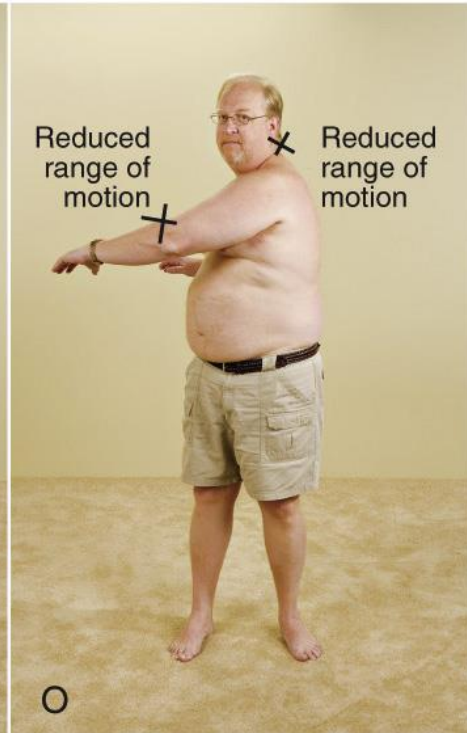 Reduced
range of
motion
Reduced
range of
motion
O